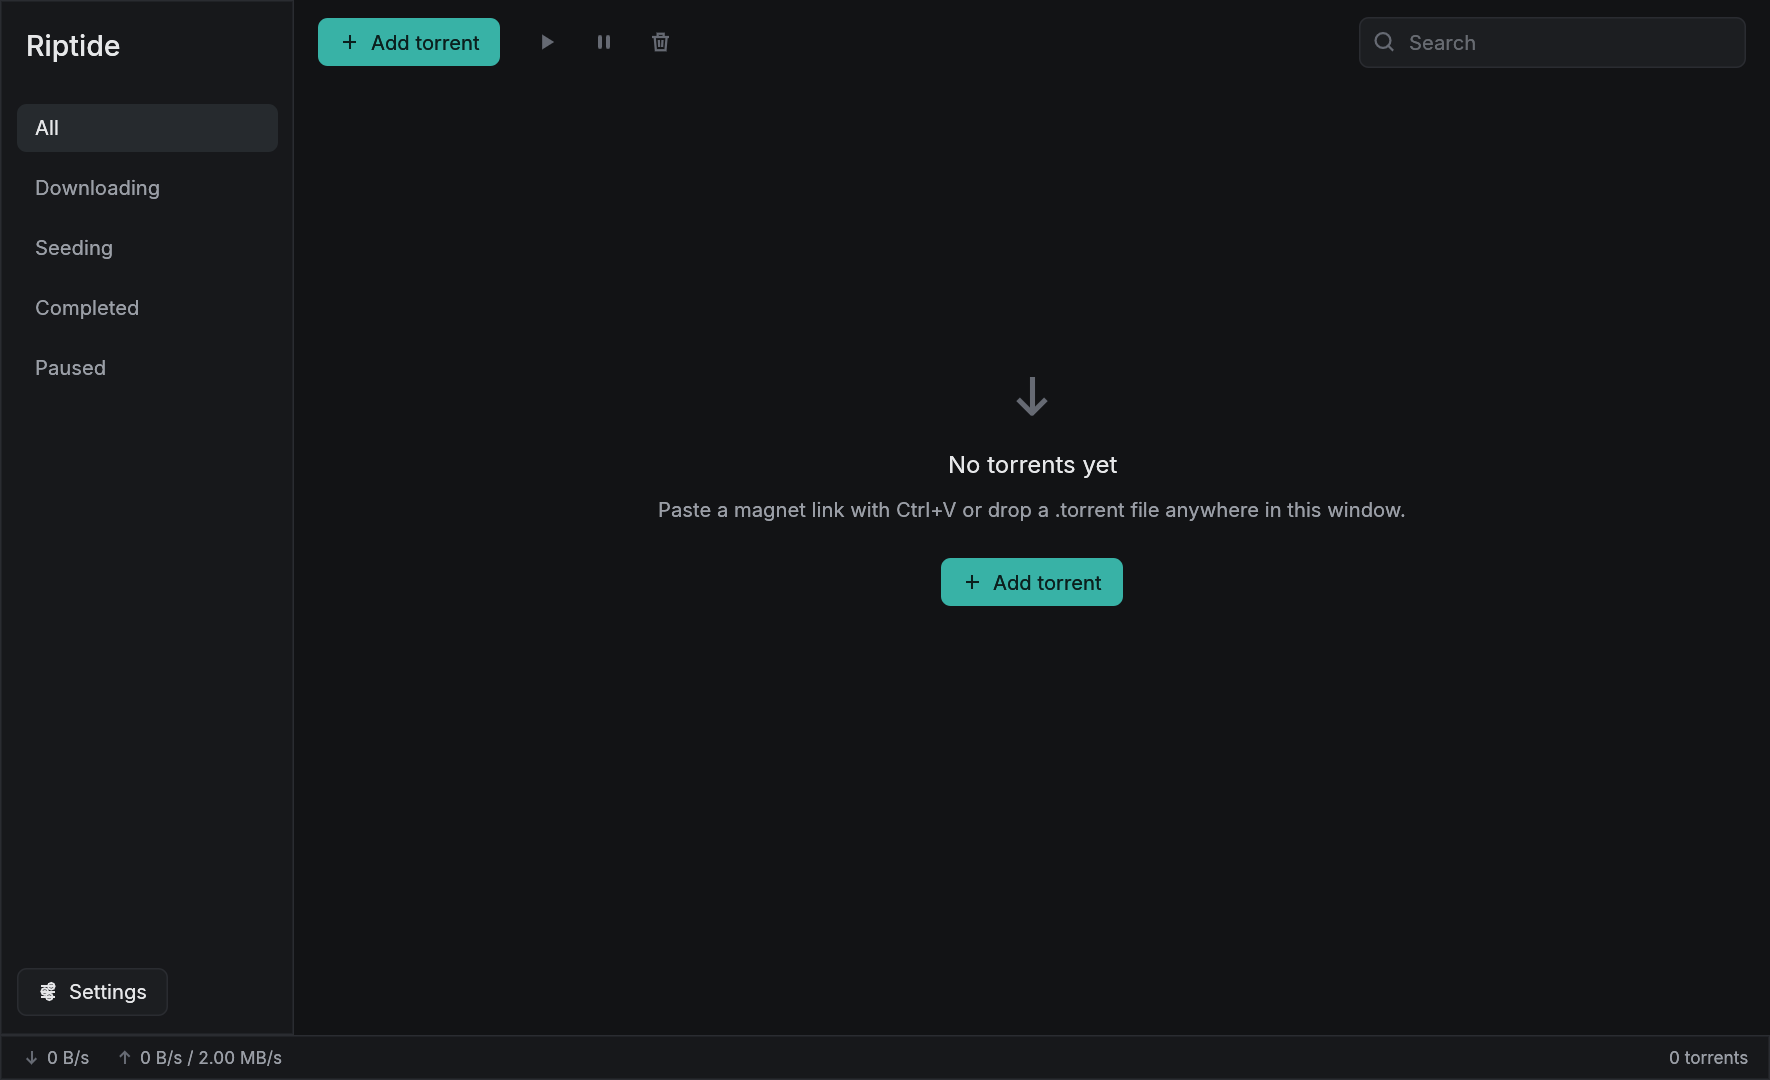 Riptide
All
Downloading
Seeding
Completed
Paused
Settings
Add torrent
Search
No torrents yet
Paste a magnet link with Ctrl+V or drop a .torrent file anywhere in this window.
Add torrent
0 B/s
0 B/s / 2.00 MB/s
0 torrents